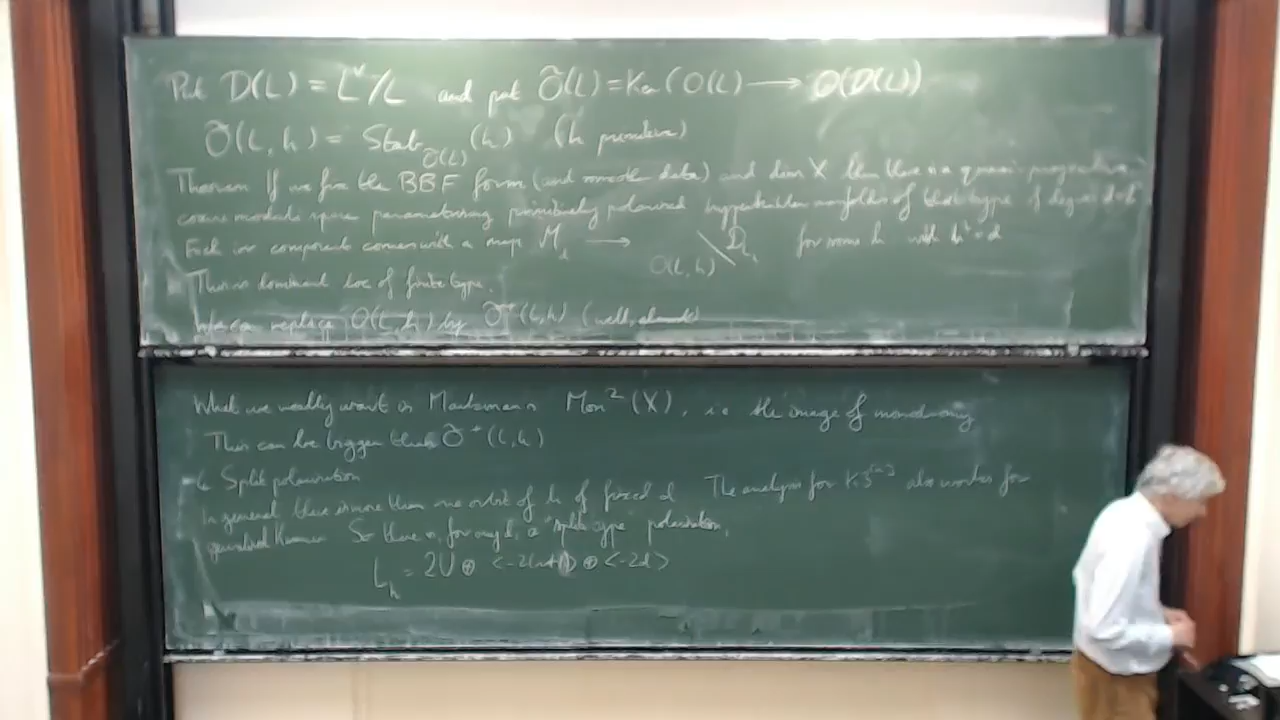 Put D(L) = L^∨/L and put Õ(L) = Ker (O(L) ⟶ O(D(L))
Õ(L, h) = Stab_Õ(L) (h) (h primitive)
Theorem If we fix the BBF form (and smooth data) and dim X then there is a quasi-projective
coarse moduli space parametrising primitively polarised hyperkähler manifolds of that type of degree d
Each irr component comes with a map M_d ⟶ O(L, h) \ D_L for some h with h² = d
This is dominant of finite type.
We can replace O(L, h) by Õ⁺(L, h) (well, almost)
What we really want is Markman's Mon²(X), i.e. the image of monodromy
This can be bigger than Õ⁺(L, h)
Split polarisation
In general there is more than one orbit of h of fixed d The analysis for K3^[n] also works for
generalised Kummer So there is, for any d, a "split type polarisation,
L_h = 2U ⊕ <-2(n+1)> ⊕ <-2d>